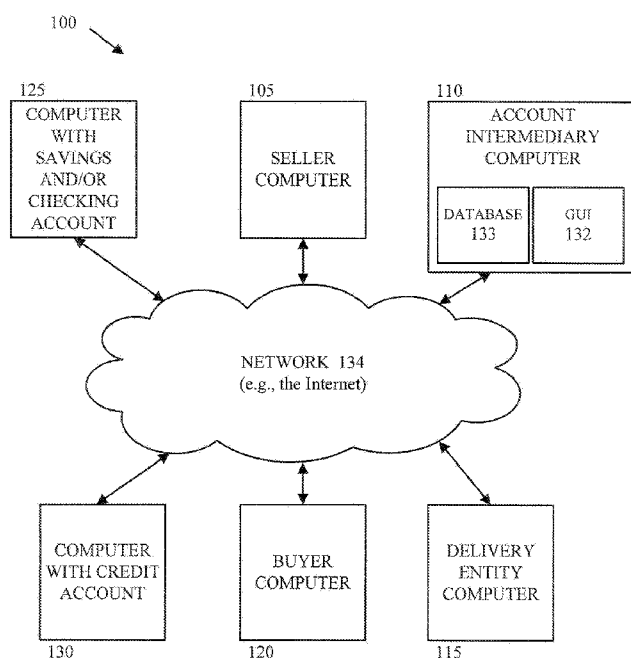 100
125
105
110
COMPUTER
WITH
SAVINGS
AND/OR
CHECKING
ACCOUNT
SELLER
COMPUTER
ACCOUNT
INTERMEDIARY
COMPUTER
DATABASE
133
GUI
132
NETWORK 134
(e.g., the Internet)
COMPUTER
WITH CREDIT
ACCOUNT
BUYER
COMPUTER
DELIVERY
ENTITY
COMPUTER
130
120
115